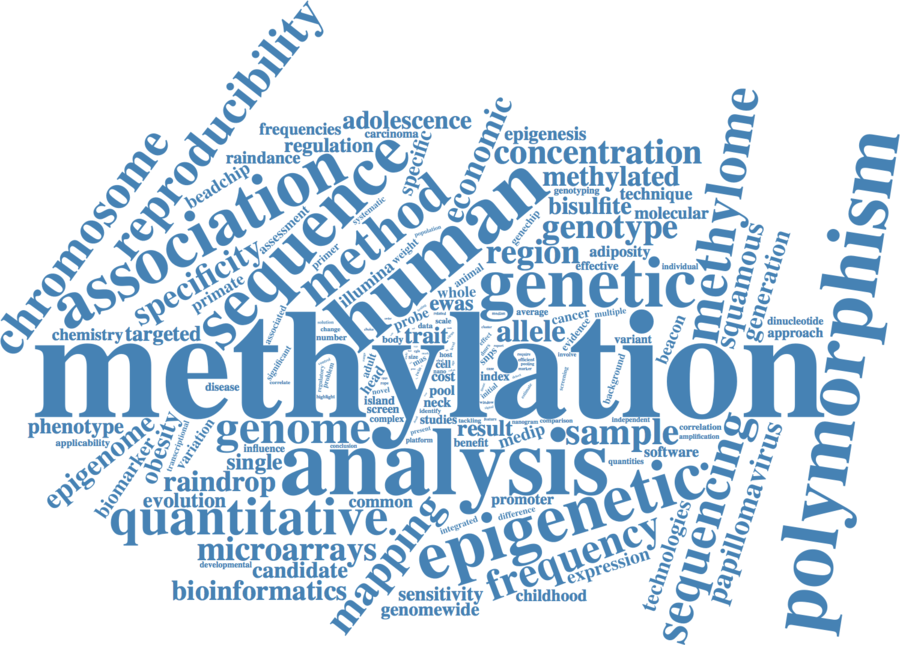 reproducibility
chromosome
association
sequence
frequencies
adolescence
carcinoma
regulation
raindance
beadchip
specific
economic
epigenesis
concentration
methylated
genotyping
technique
bisulfite
molecular
genotype
methylome
polymorphism
specificity
assessment
systematic
primate
primer
method
human
population
genechip
illumina
weight
region
adiposity
effective
individual
squamous
generation
animal
whole
genetic
ewas
probe
data
scale
associated
chemistry
targeted
change
number
body
trait
average
allele
cancer
evidence
multiple
variant
beacon
dinucleotide
approach
methylation
significant
correlate
disease
problem
highlight
adult
head
novel
island
screen
complex
host
cell
cost
pool
neck
size
mas
snps
index
identify
studies
tackling
involve
screening
background
independent
phenotype
applicability
epigenome
biomarker
obesity
transcriptional
variation
genome
influence
conclusion
single
platform
present
result
benefit
medip
nanogram
comparison
sample
correlation
amplification
software
quantities
raindrop
analysis
evolution
common
promoter
quantitative
mapping
integrated
difference
epigenetic
sequencing
papillomavirus
technologies
microarrays
developmental
candidate
bioinformatics
frequency
expression
sensitivity
genomewide
childhood